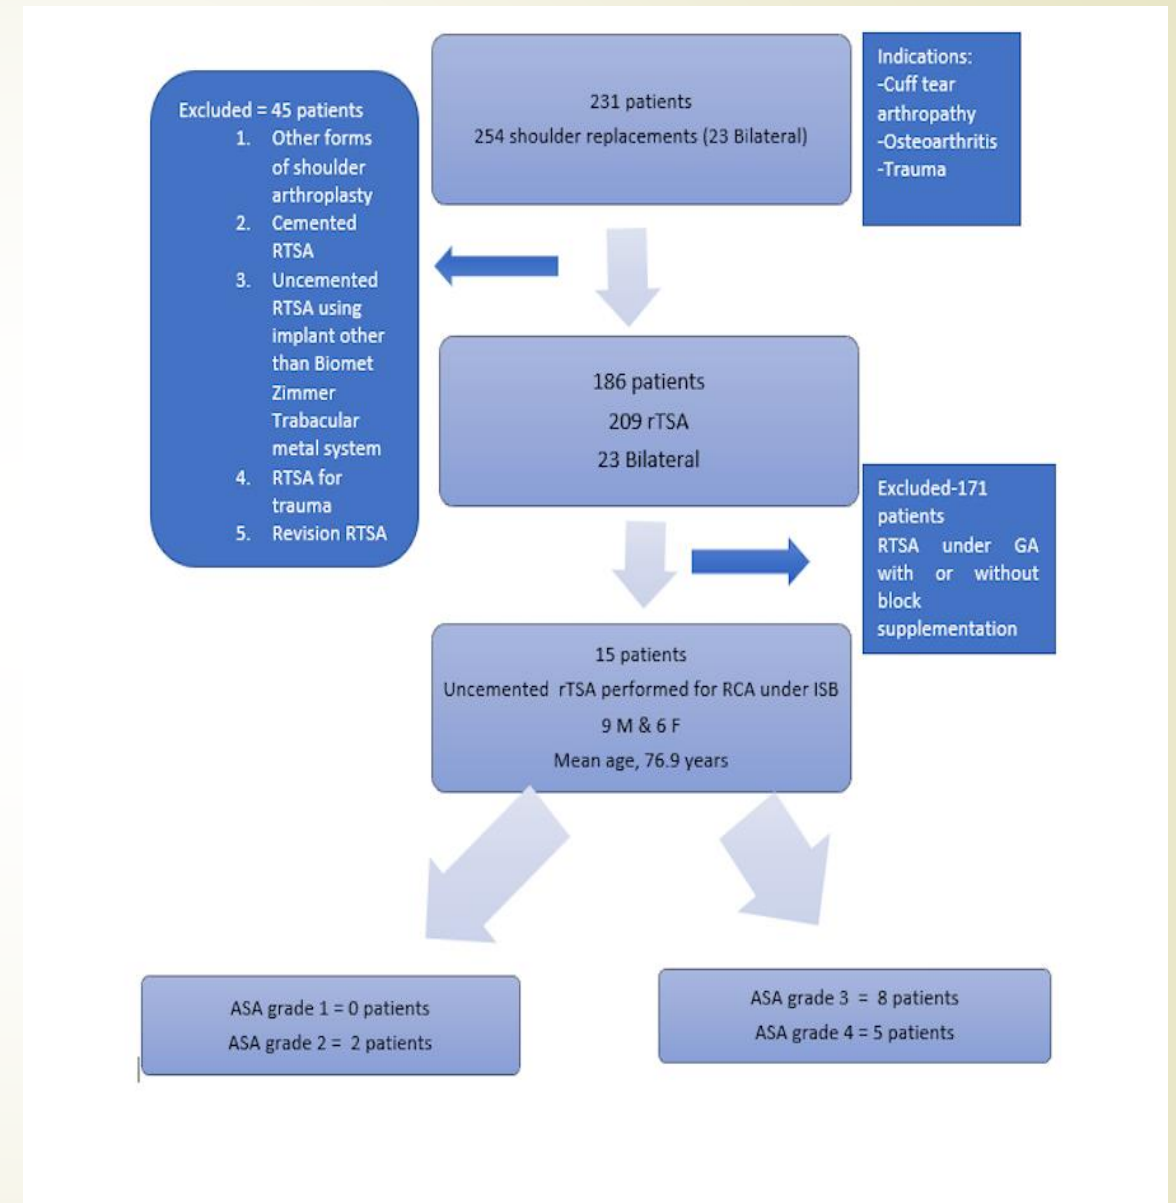 231 patients
254 shoulder replacements (23 Bilateral)
Indications:
-Cuff tear
arthropathy
-Osteoarthritis
-Trauma
Excluded = 45 patients
1. Other forms
of shoulder
arthroplasty
2. Cemented
RTSA
3. Uncemented
RTSA using
implant other
than Biomet
Zimmer
Trabacular
metal system
4. RTSA for
trauma
5. Revision RTSA
186 patients
209 rTSA
23 Bilateral
Excluded-171
patients
RTSA under GA
with or without
block
supplementation
15 patients
Uncemented rTSA performed for RCA under ISB
9 M & 6 F
Mean age, 76.9 years
ASA grade 1 = 0 patients
ASA grade 2 = 2 patients
ASA grade 3 = 8 patients
ASA grade 4 = 5 patients